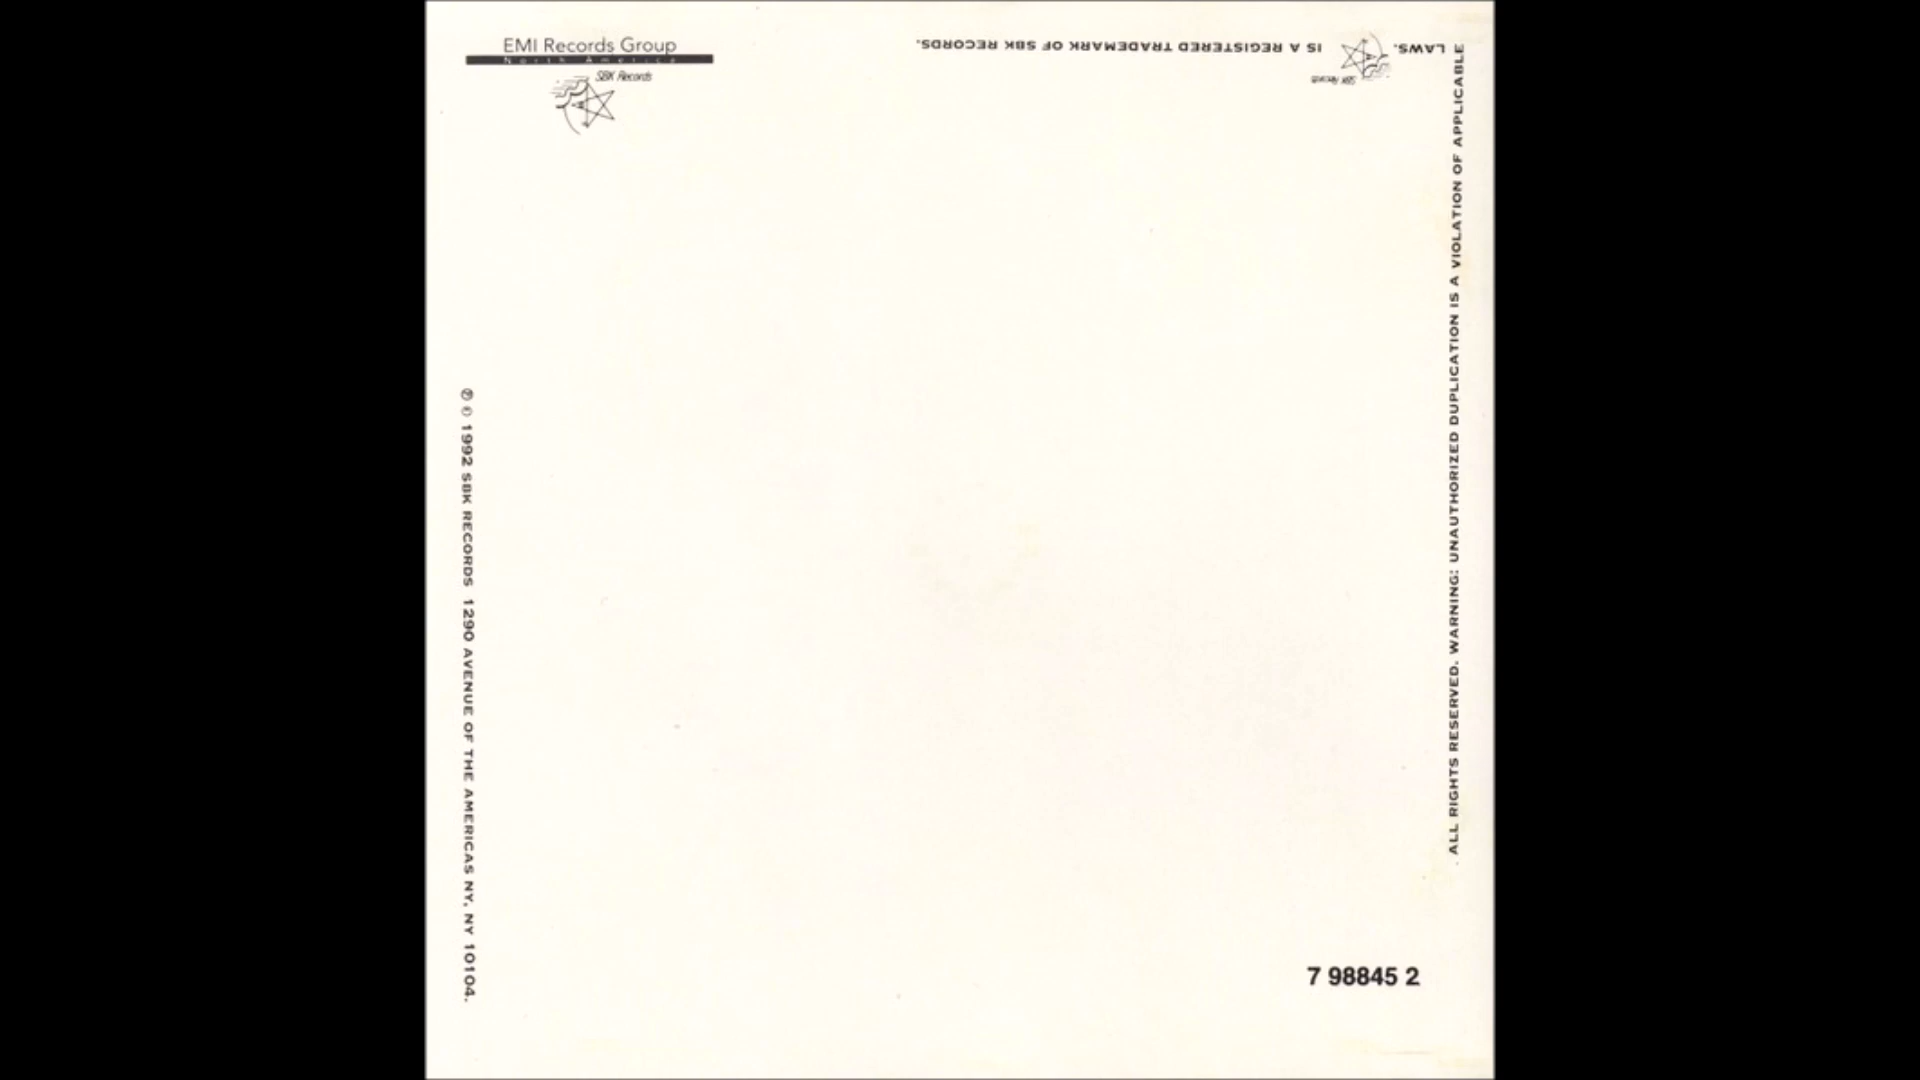 EMI Records Group
North America
SBK Records
℗ © 1992 SBK RECORDS 1290 AVENUE OF THE AMERICAS NY, NY 10104.
ALL RIGHTS RESERVED. WARNING: UNAUTHORIZED DUPLICATION IS A VIOLATION OF APPLICABLE
LAWS. SBK Records IS A REGISTERED TRADEMARK OF SBK RECORDS.
7 98845 2